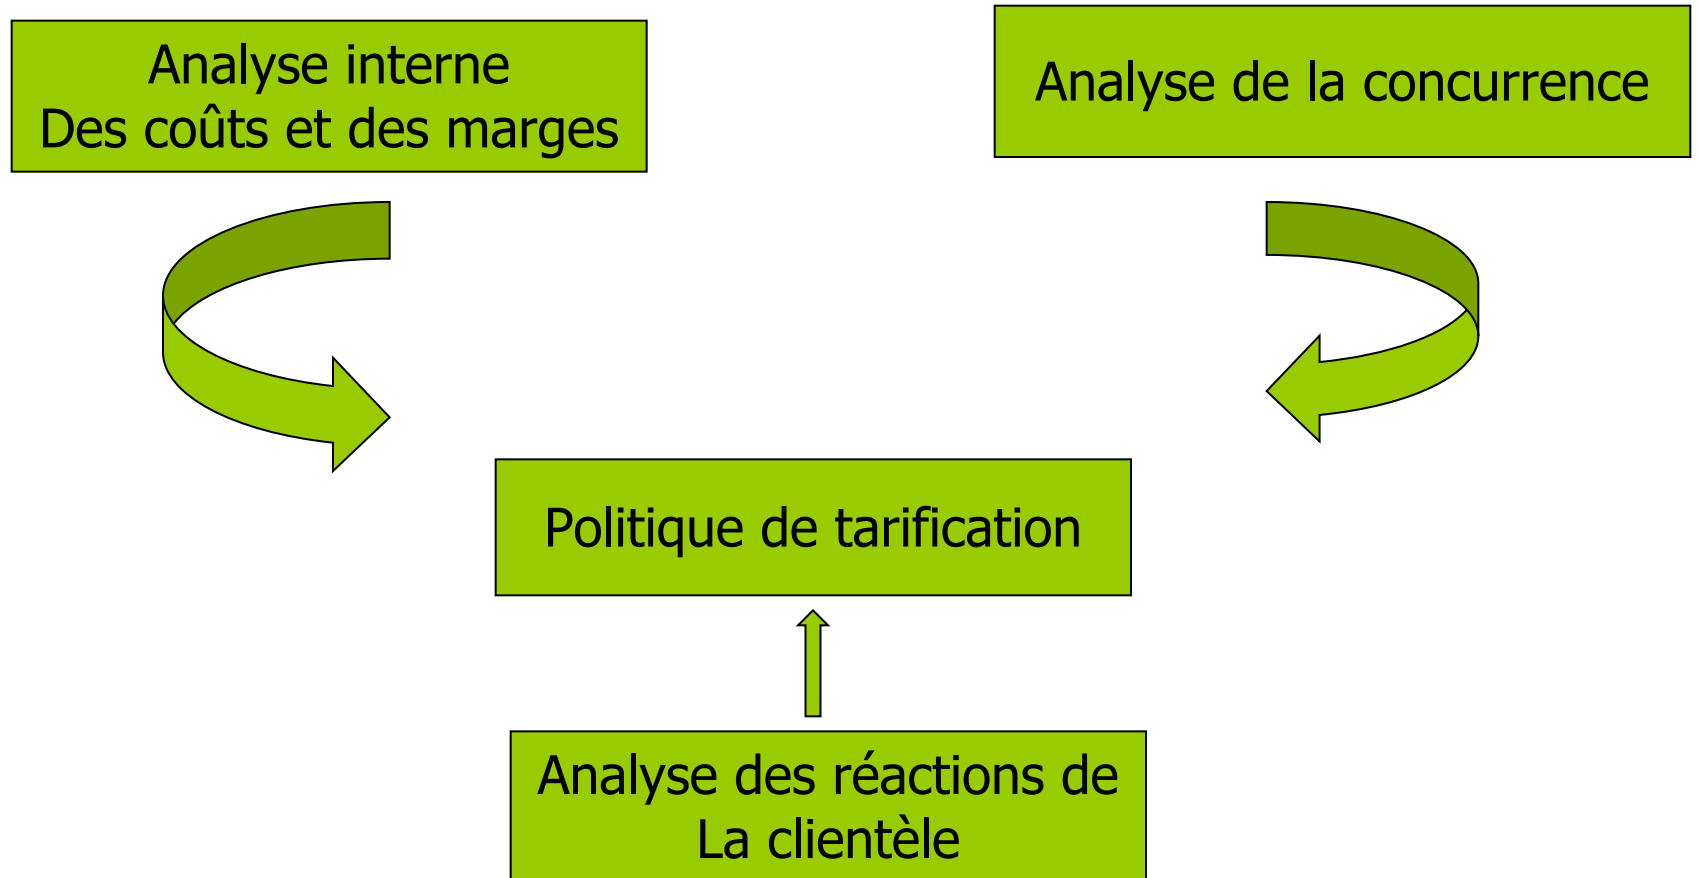 Analyse interne
Des coûts et des marges
Analyse de la concurrence
Politique de tarification
Analyse des réactions de
La clientèle